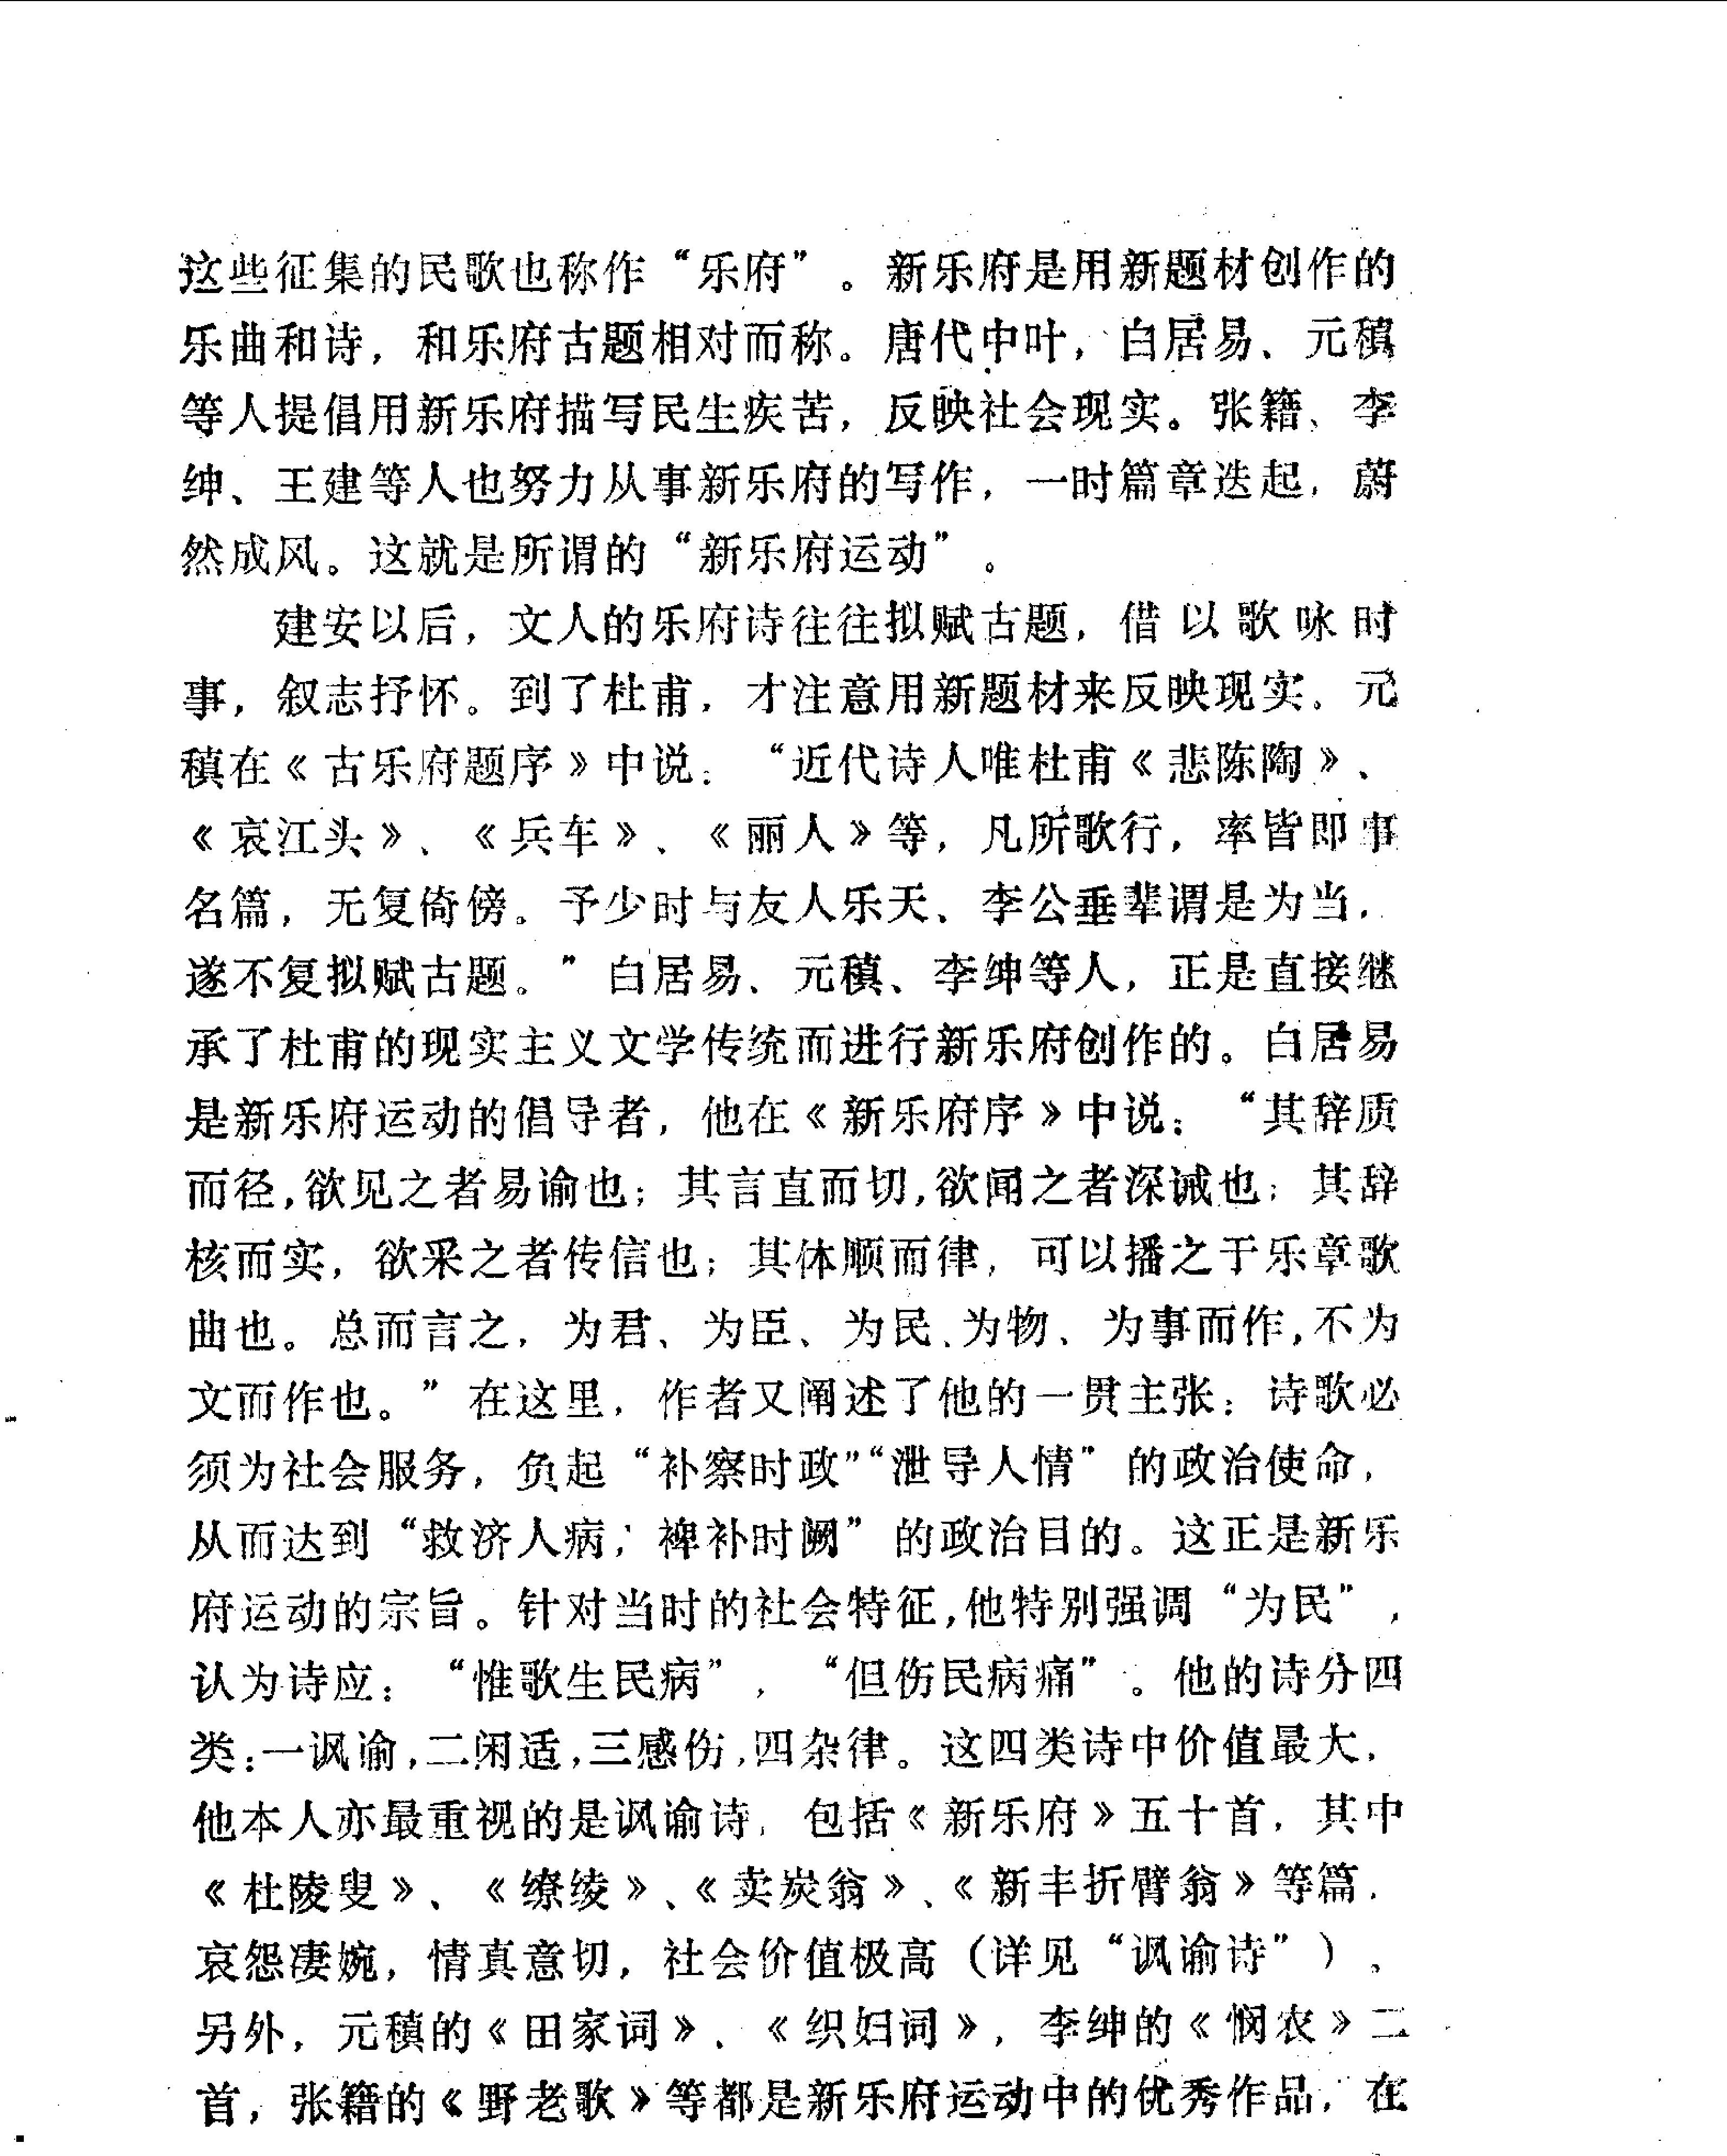 这些征集的民歌也称作“乐府”。新乐府是用新题材创作的
乐曲和诗，和乐府古题相对而称。唐代中叶，白居易、元稹
等人提倡用新乐府描写民生疾苦，反映社会现实。张籍、李
绅、王建等人也努力从事新乐府的写作，一时篇章迭起，蔚
然成风。这就是所谓的“新乐府运动”。
建安以后，文人的乐府诗往往拟赋古题，借以歌咏时
事，叙志抒怀。到了杜甫，才注意用新题材来反映现实。元
稹在《古乐府题序》中说：“近代诗人唯杜甫《悲陈陶》、
《哀江头》、《兵车》、《丽人》等，凡所歌行，率皆即事
名篇，无复倚傍。予少时与友人乐天、李公垂辈谓是为当，
遂不复拟赋古题。”白居易、元稹、李绅等人，正是直接继
承了杜甫的现实主义文学传统而进行新乐府创作的。白居易
是新乐府运动的倡导者，他在《新乐府序》中说：“其辞质
而径，欲见之者易谕也；其言直而切，欲闻之者深诫也；其辞
核而实，欲采之者传信也；其体顺而律，可以播之于乐章歌
曲也。总而言之，为君、为臣、为民、为物、为事而作，不为
文而作也。”在这里，作者又阐述了他的一贯主张：诗歌必
须为社会服务，负起“补察时政”“泄导人情”的政治使命，
从而达到“救济人病，裨补时阙”的政治目的。这正是新乐
府运动的宗旨。针对当时的社会特征，他特别强调“为民”，
认为诗应：“惟歌生民病”，“但伤民病痛”。他的诗分四
类：一讽谕，二闲适，三感伤，四杂律。这四类诗中价值最大，
他本人亦最重视的是讽谕诗，包括《新乐府》五十首，其中
《杜陵叟》、《缭绫》、《卖炭翁》、《新丰折臂翁》等篇，
哀怨凄婉，情真意切，社会价值极高（详见“讽谕诗”）。
另外，元稹的《田家词》、《织妇词》，李绅的《悯农》二
首，张籍的《野老歌》等都是新乐府运动中的优秀作品，在